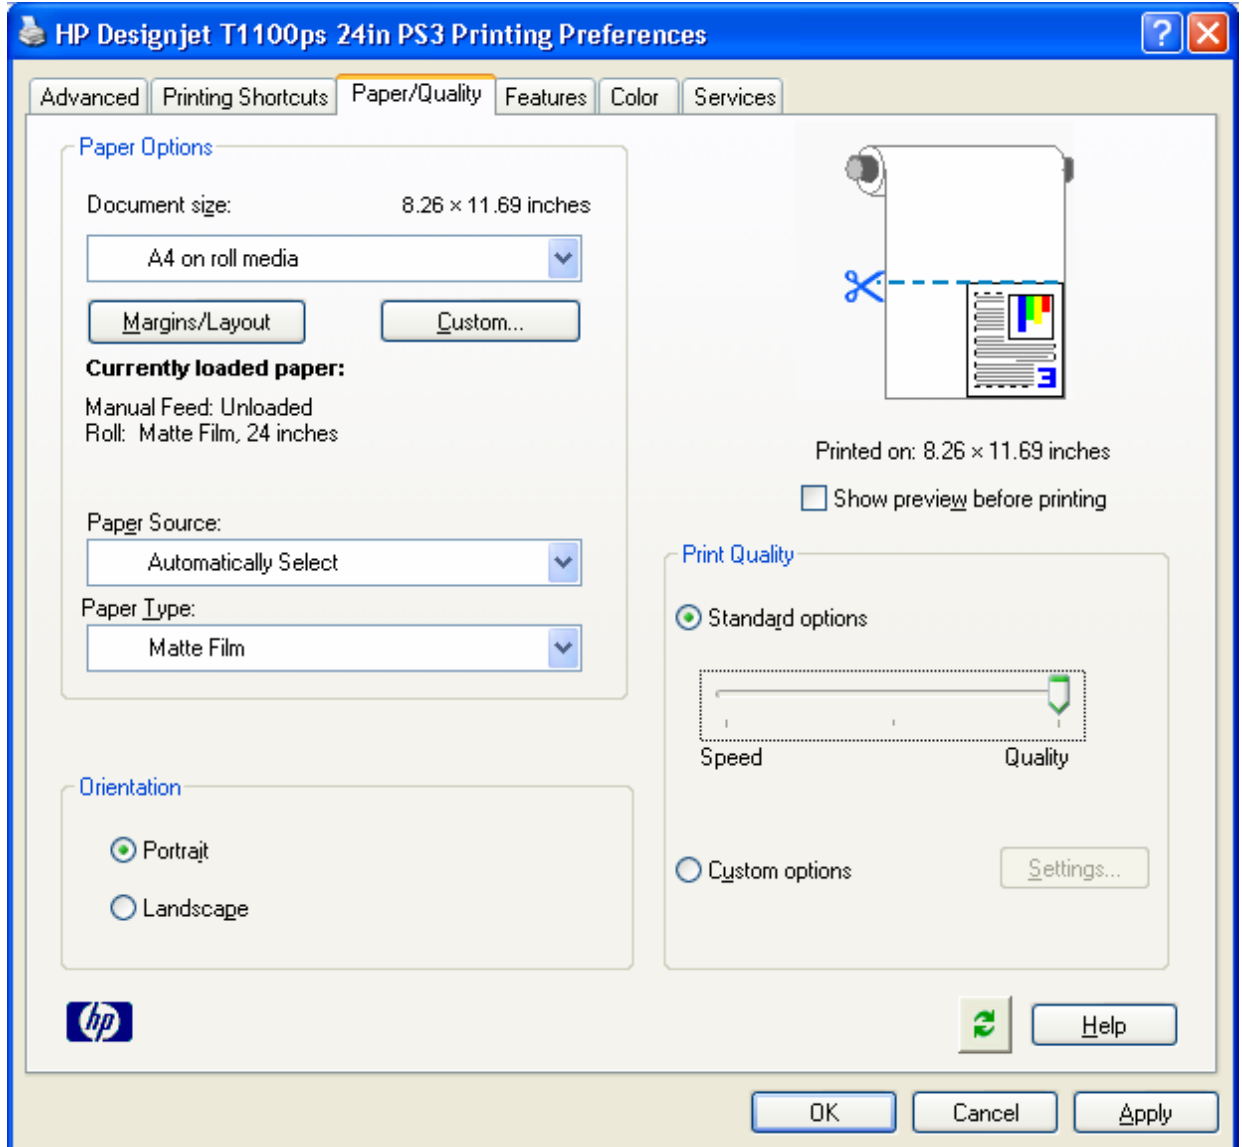 HP Designjet T1100ps 24in PS3 Printing Preferences
Advanced Printing Shortcuts Paper/Quality Features Color Services
Paper Options
Document size: 8.26 × 11.69 inches
A4 on roll media
Margins/Layout Custom...
Currently loaded paper:
Manual Feed: Unloaded
Roll: Matte Film, 24 inches
Paper Source:
Automatically Select
Paper Type:
Matte Film
Orientation
Portrait
Landscape
3
Printed on: 8.26 × 11.69 inches
Show preview before printing
Print Quality
Standard options
Speed Quality
Custom options Settings...
hp
Help
OK Cancel Apply